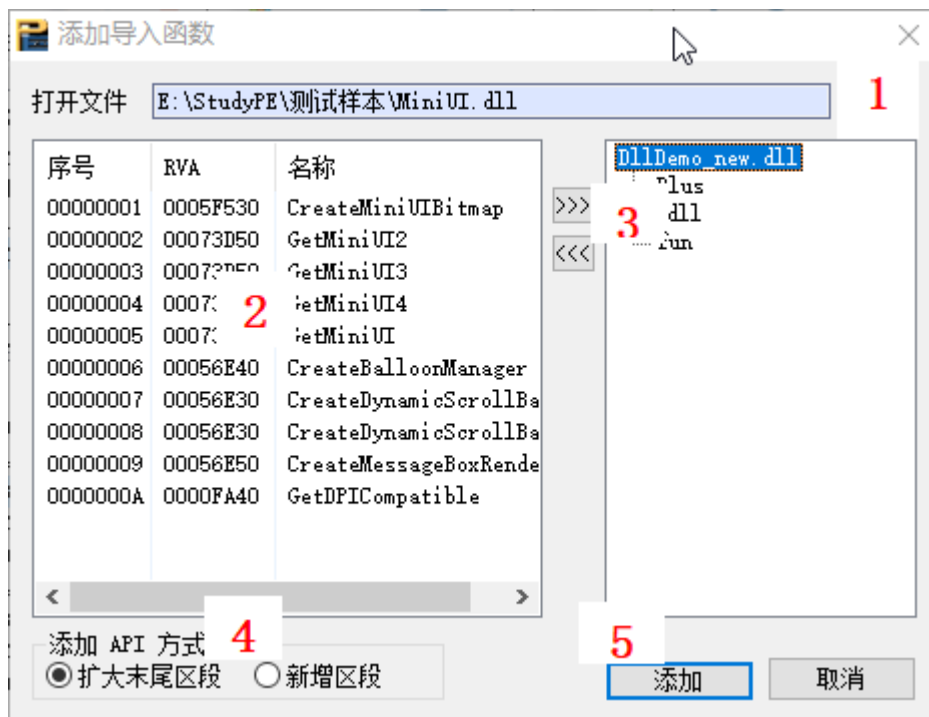 添加导入函数
打开文件 E:\StudyPE\测试样本\MiniUI.dll 1
序号 RVA 名称
00000001 0005F530 CreateMiniUIBitmap
00000002 00073D50 GetMiniUI2
00000003 GetMiniUI3
00000004 GetMiniUI4
00000005 GetMiniUI
00000006 00056E40 CreateBalloonManager
00000007 00056E30 CreateDynamicScrollBa
00000008 00056E30 CreateDynamicScrollBa
00000009 00056E50 CreateMessageBoxRende
0000000A 0000FA40 GetDPICompatible
2
>>>
<<<
3
DllDemo_new.dll
Plus
dll
fun
添加 API 方式 4
扩大末尾区段 新增区段
5
添加 取消